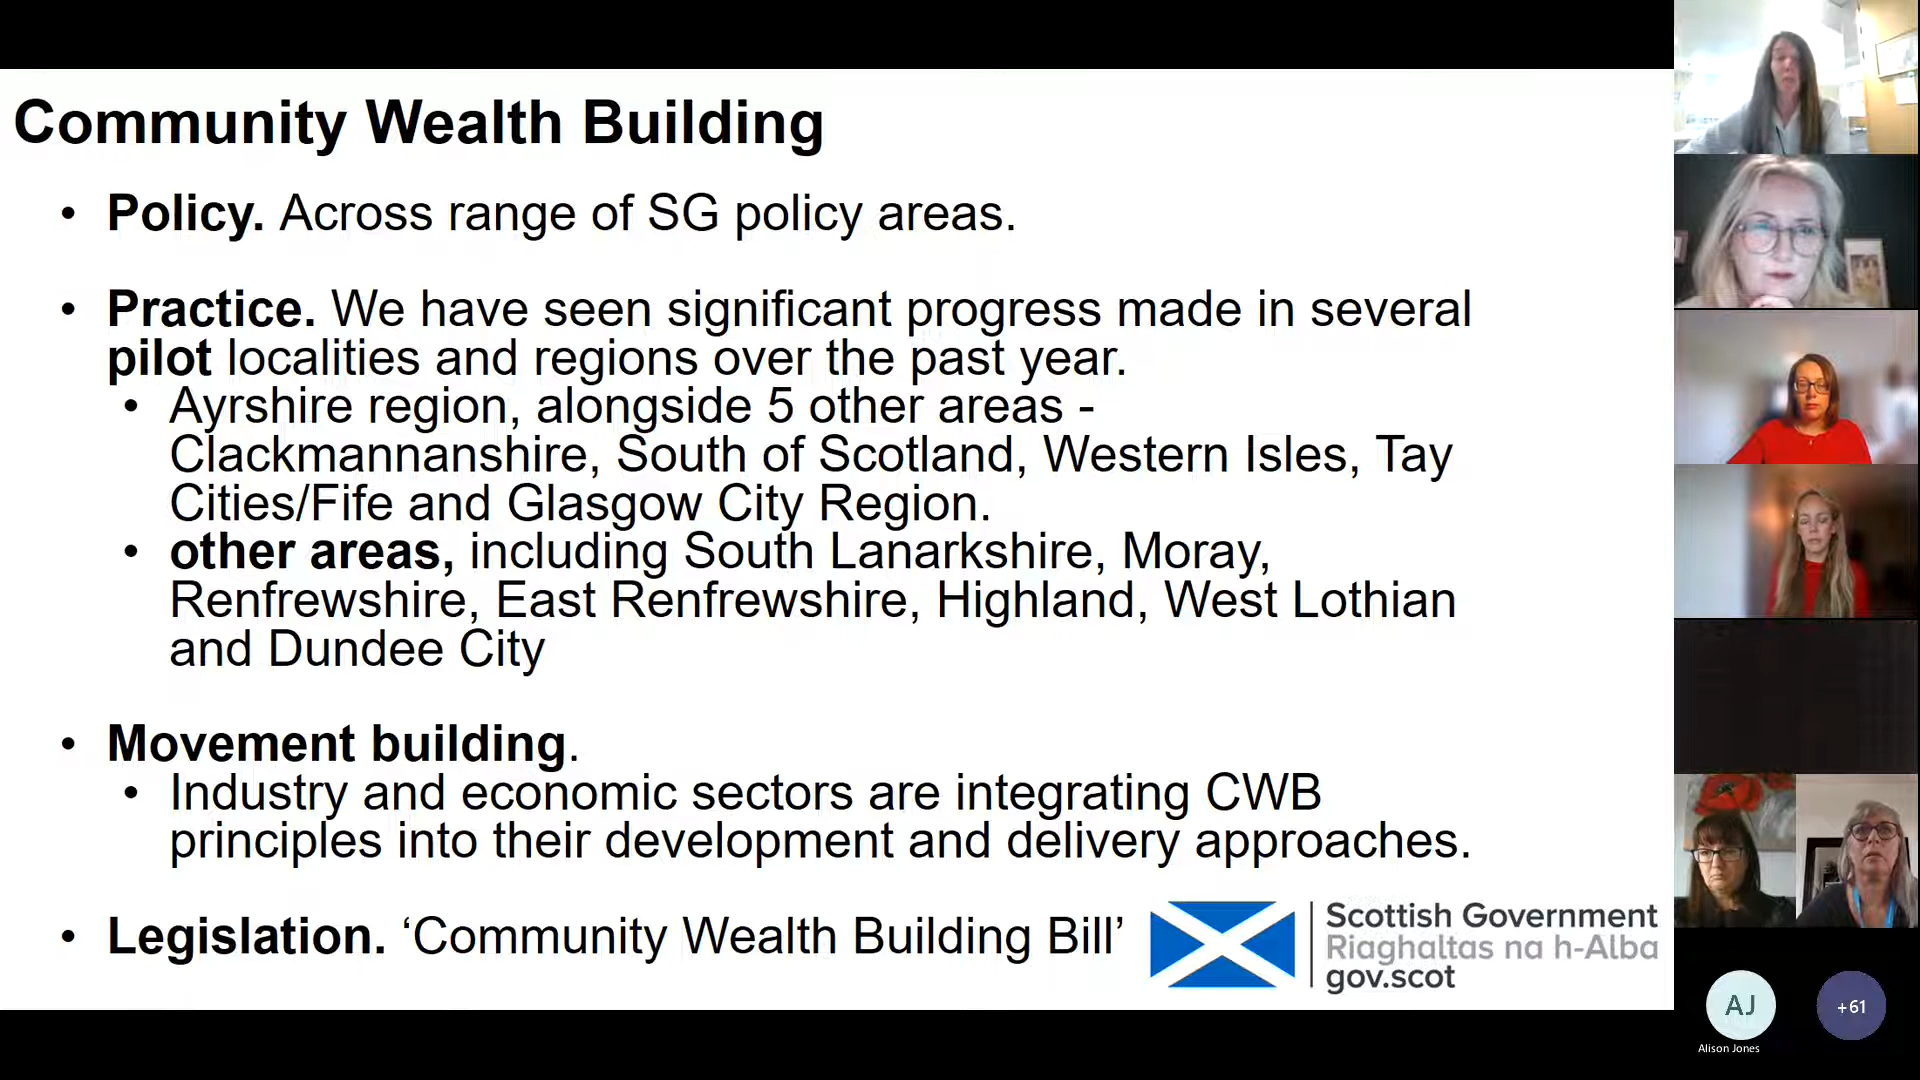 Community Wealth Building
• Policy. Across range of SG policy areas.
• Practice. We have seen significant progress made in several
pilot localities and regions over the past year.
• Ayrshire region, alongside 5 other areas -
Clackmannanshire, South of Scotland, Western Isles, Tay
Cities/Fife and Glasgow City Region.
• other areas, including South Lanarkshire, Moray,
Renfrewshire, East Renfrewshire, Highland, West Lothian
and Dundee City
• Movement building.
• Industry and economic sectors are integrating CWB
principles into their development and delivery approaches.
• Legislation. ‘Community Wealth Building Bill’
Scottish Government
Riaghaltas na h-Alba
gov.scot
AJ
+61
Alison Jones